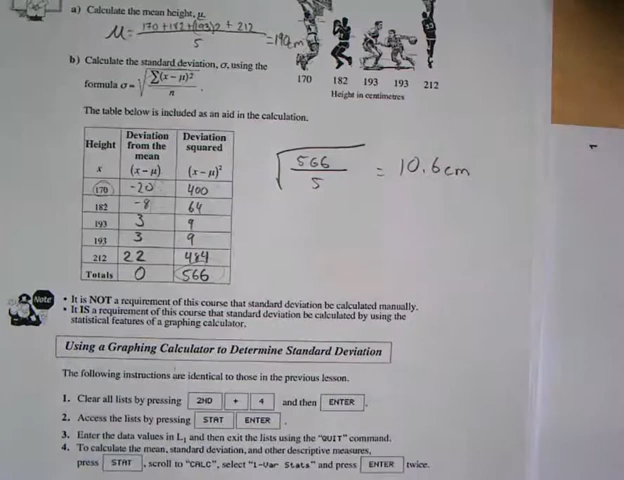 a) Calculate the mean height, μ.
μ = 170 + 182 + (193)2 + 212 / 5 = 190cm
b) Calculate the standard deviation, σ, using the
formula σ = √Σ(x – μ)² / n .
170 182 193 193 212
Height in centimetres
The table below is included as an aid in the calculation.
Height Deviation from the mean Deviation squared
x (x – μ) (x – μ)²
170 -20 400
182 -8 64
193 3 9
193 3 9
212 22 484
Totals 0 566
√566 / 5 = 10.6cm
Note
• It is NOT a requirement of this course that standard deviation be calculated manually.
• It IS a requirement of this course that standard deviation be calculated by using the
statistical features of a graphing calculator.
Using a Graphing Calculator to Determine Standard Deviation
The following instructions are identical to those in the previous lesson.
1. Clear all lists by pressing 2ND + 4 and then ENTER .
2. Access the lists by pressing STAT ENTER .
3. Enter the data values in L₁ and then exit the lists using the "QUIT" command.
4. To calculate the mean, standard deviation, and other descriptive measures,
press STAT , scroll to "CALC", select "1-Var Stats" and press ENTER twice.